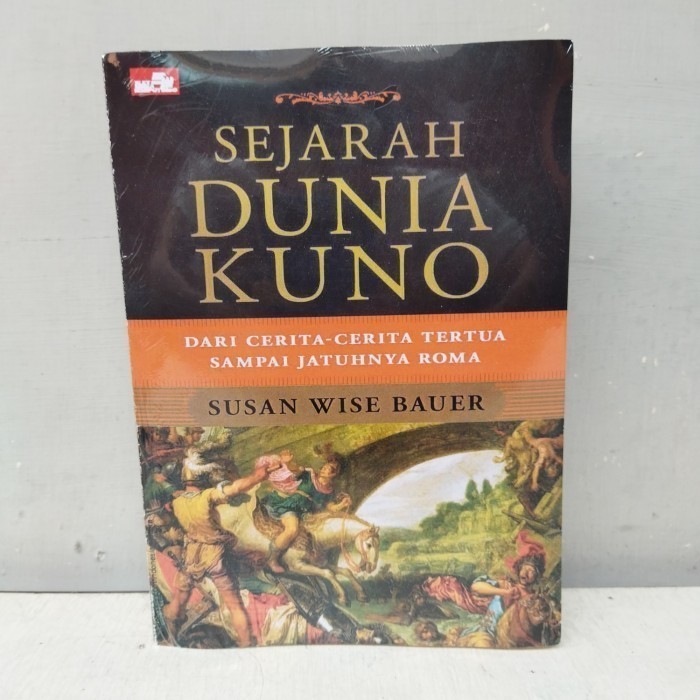 SEJARAH
DUNIA
KUNO
DARI CERITA-CERITA TERTUA
SAMPAI JATUHNYA ROMA
SUSAN WISE BAUER